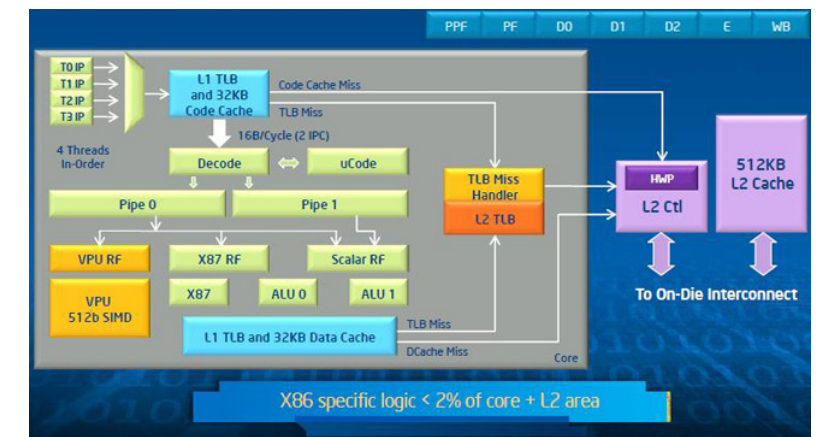 PPF PF D0 D1 D2 E WB
T0 IP
T1 IP
T2 IP
T3 IP
4 Threads
In-Order
L1 TLB
and 32KB
Code Cache
Code Cache Miss
TLB Miss
16B/Cycle (2 IPC)
Decode
uCode
Pipe 0
Pipe 1
VPU RF
X87 RF
Scalar RF
VPU
512b SIMD
X87
ALU 0
ALU 1
L1 TLB and 32KB Data Cache
TLB Miss
DCache Miss
TLB Miss
Handler
L2 TLB
Core
HWP
L2 Ctl
512KB
L2 Cache
To On-Die Interconnect
X86 specific logic < 2% of core + L2 area